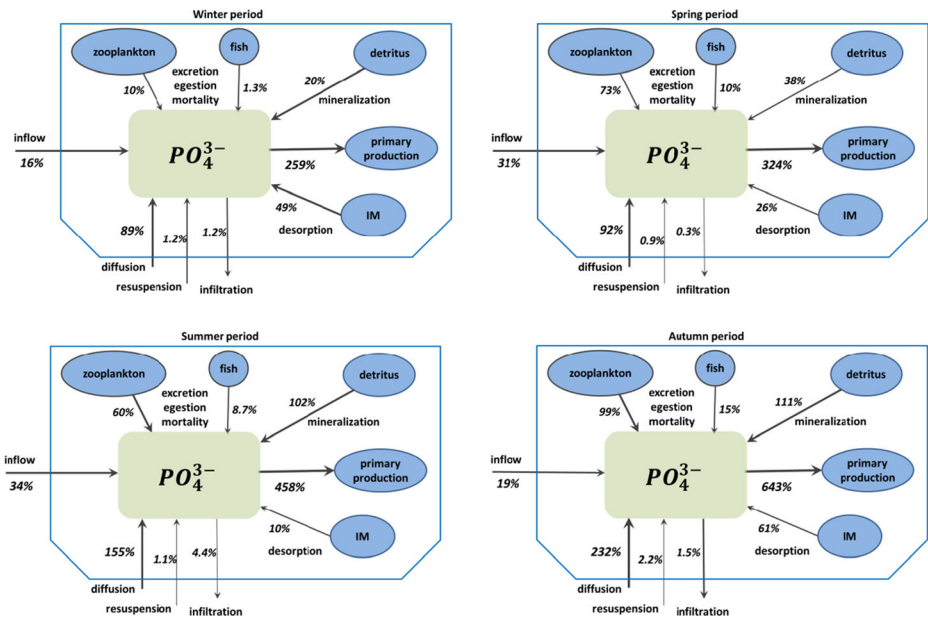 Winter period
zooplankton
fish
detritus
10%
excretion
egestion
mortality
1.3%
20%
mineralization
inflow
16%
PO₄³⁻
259%
primary
production
49%
desorption
IM
89%
1.2%
1.2%
diffusion
resuspension
infiltration
Spring period
zooplankton
fish
detritus
73%
excretion
egestion
mortality
10%
38%
mineralization
inflow
31%
PO₄³⁻
324%
primary
production
26%
desorption
IM
92%
0.9%
0.3%
diffusion
resuspension
infiltration
Summer period
zooplankton
fish
detritus
60%
excretion
egestion
mortality
8.7%
102%
mineralization
inflow
34%
PO₄³⁻
458%
primary
production
10%
desorption
IM
155%
1.1%
4.4%
diffusion
resuspension
infiltration
Autumn period
zooplankton
fish
detritus
99%
excretion
egestion
mortality
15%
111%
mineralization
inflow
19%
PO₄³⁻
643%
primary
production
61%
desorption
IM
232%
2.2%
1.5%
diffusion
resuspension
infiltration